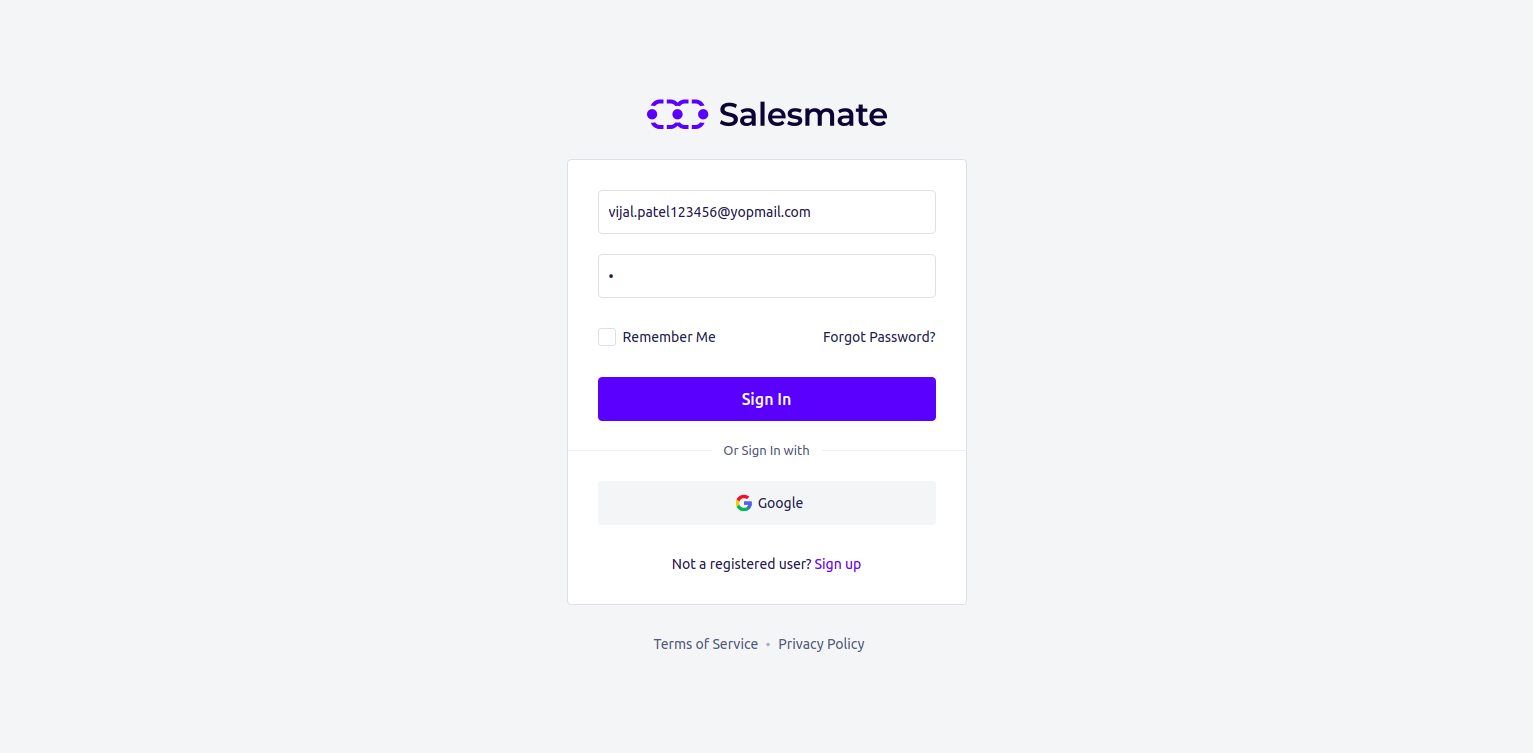 Salesmate
vijal.patel123456@yopmail.com
•
Remember Me Forgot Password?
Sign In
Or Sign In with
Google
Not a registered user? Sign up
Terms of Service • Privacy Policy